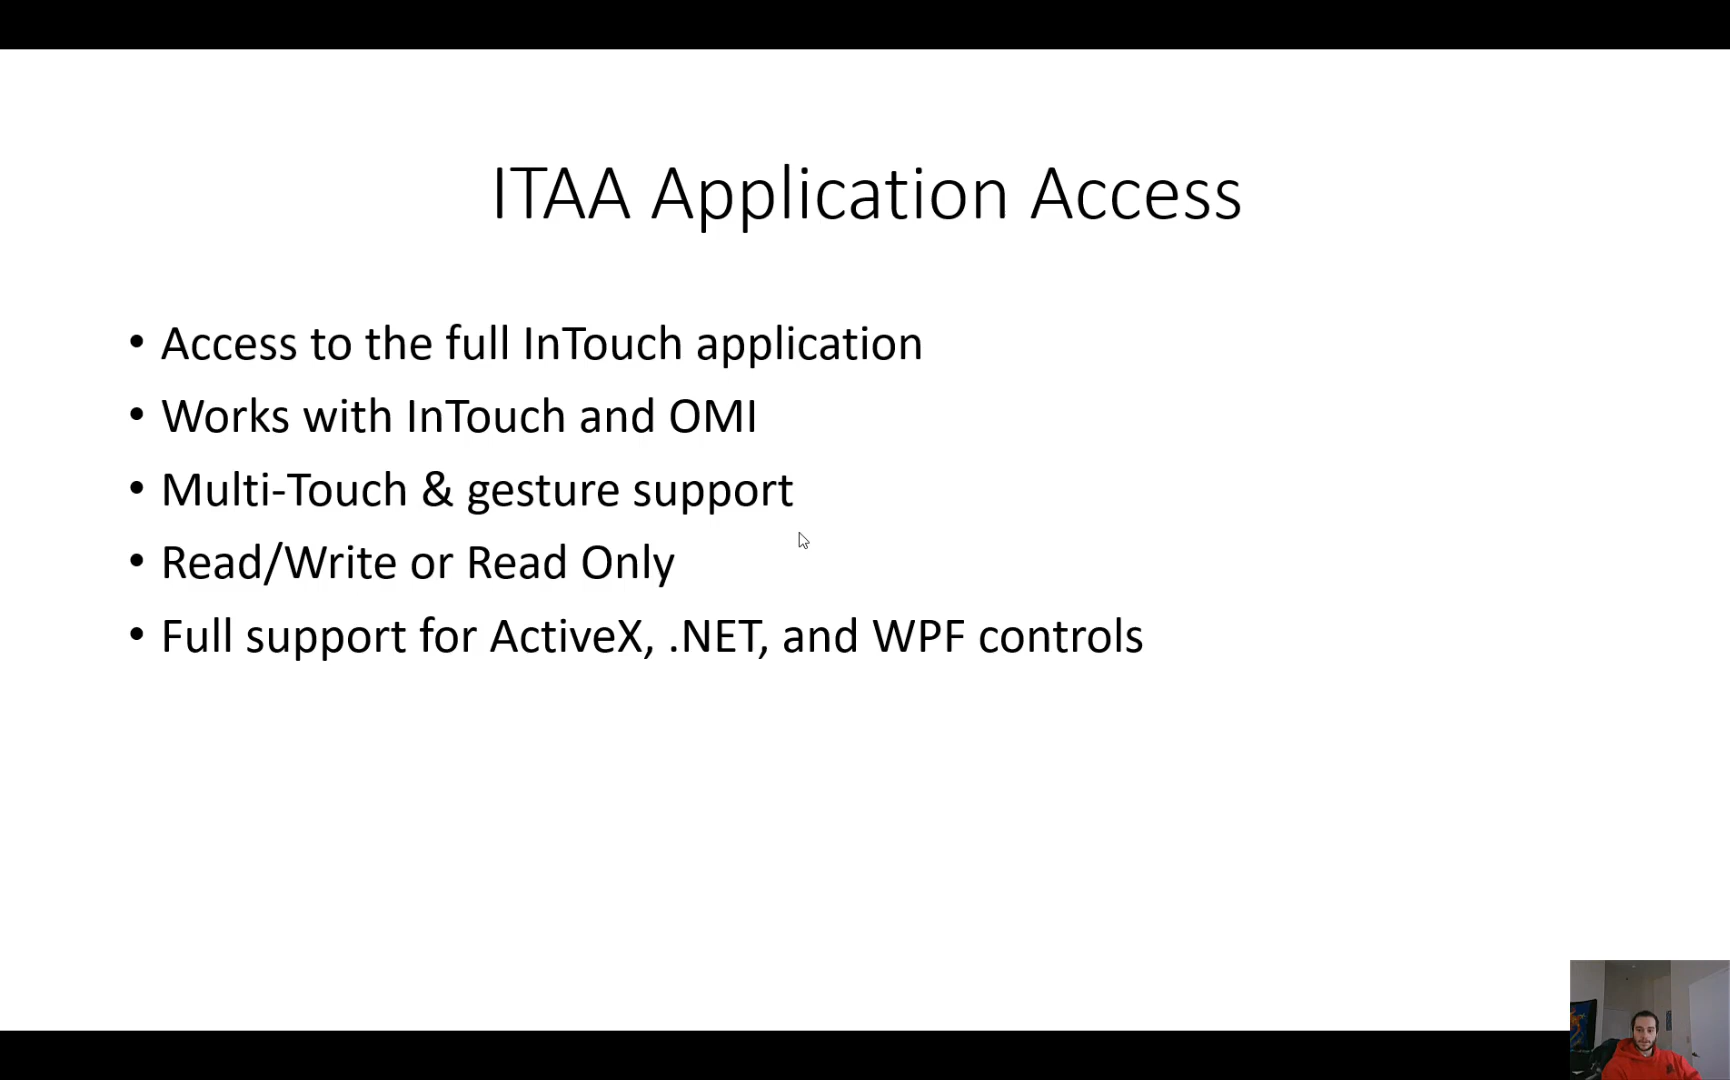 ITAA Application Access
• Access to the full InTouch application
• Works with InTouch and OMI
• Multi-Touch & gesture support
• Read/Write or Read Only
• Full support for ActiveX, .NET, and WPF controls